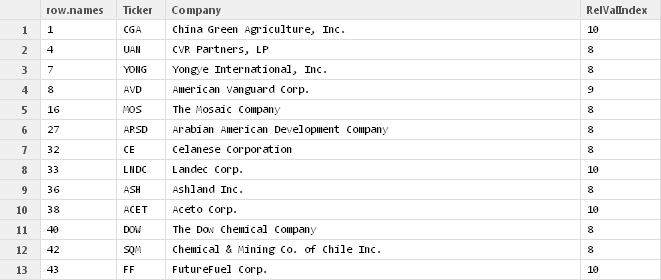 row.names Ticker Company RelValIndex
1 1 CGA China Green Agriculture, Inc. 10
2 4 UAN CVR Partners, LP 8
3 7 YONG Yongye International, Inc. 8
4 8 AVD American Vanguard Corp. 9
5 16 MOS The Mosaic Company 8
6 27 ARSD Arabian American Development Company 8
7 32 CE Celanese Corporation 8
8 33 LNDC Landec Corp. 10
9 36 ASH Ashland Inc. 8
10 38 ACET Aceto Corp. 10
11 40 DOW The Dow Chemical Company 8
12 42 SQM Chemical & Mining Co. of Chile Inc. 8
13 43 FF FutureFuel Corp. 10